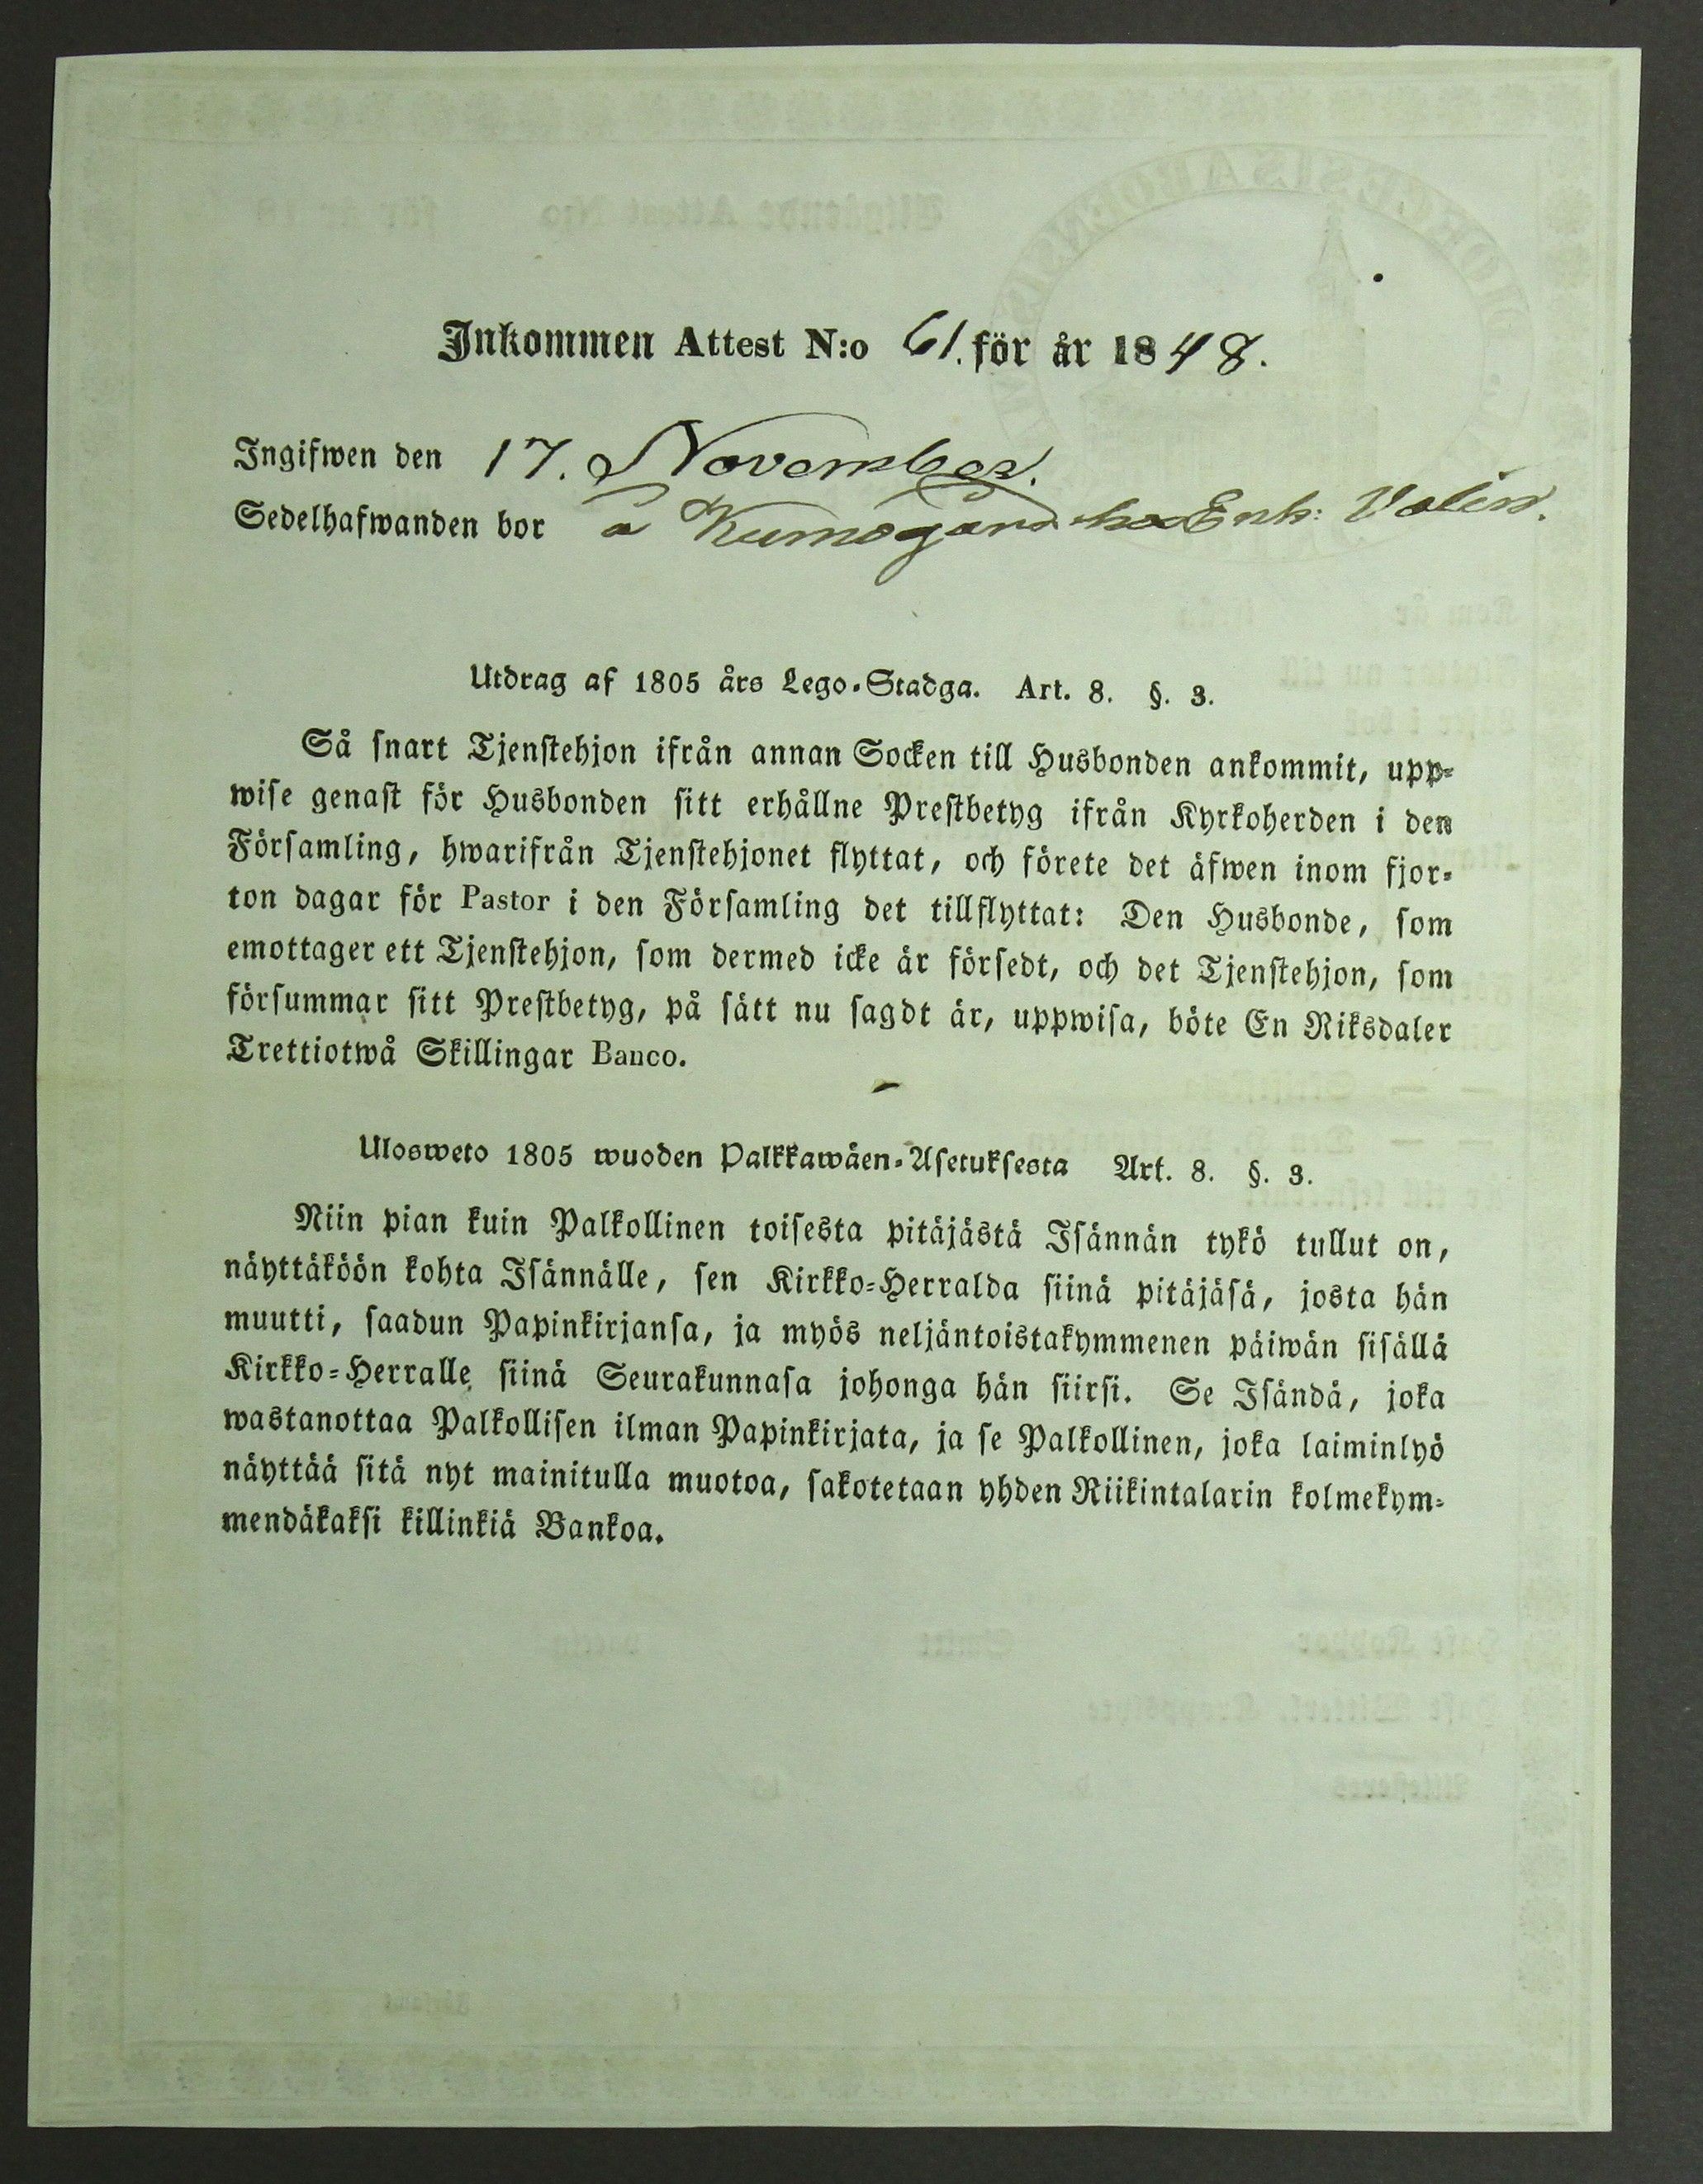 Inkommen Attest N:o 61. för år 1848.
Ingifwen den 17. November.
Sedelhafwanden bor å Kumogård hos Enk: Valin.
Utdrag af 1805 års Lego-Stadga. Art. 8. §. 3.
Så snart Tjenstehjon ifrån annan Socken till Husbonden ankommit, upp-
wise genast för Husbonden sitt erhållne Prestbetyg ifrån Kyrkoherden i den
Församling, hwarifrån Tjenstehjonet flyttat, och förete det äfwen inom fjor-
ton dagar för Pastor i den Församling det tillflyttat: Den Husbonde, som
emottager ett Tjenstehjon, som dermed icke är försedt, och det Tjenstehjon, som
försummar sitt Prestbetyg, på sätt nu sagdt är, uppwisa, böte En Riksdaler
Trettiotwå Skillingar Banco.
Ulosweto 1805 wuoden Palkkawäen-Asetuksesta Art. 8. §. 3.
Niin pian kuin Palkollinen toisesta pitäjästä Isännän tykö tullut on,
näyttäköön kohta Isännälle, sen Kirkko-Herralda siinä pitäjäsä, josta hän
muutti, saadun Papinkirjansa, ja myös neljäntoistakymmenen päiwän sisällä
Kirkko-Herralle siinä Seurakunnasa johonga hän siirsi. Se Isändä, joka
wastanottaa Palkollisen ilman Papinkirjata, ja se Palkollinen, joka laiminlyö
näyttää sitä nyt mainitulla muotoa, sakotetaan yhden Riikintalarin kolmekym-
mendäkaksi killinkiä Bankoa.